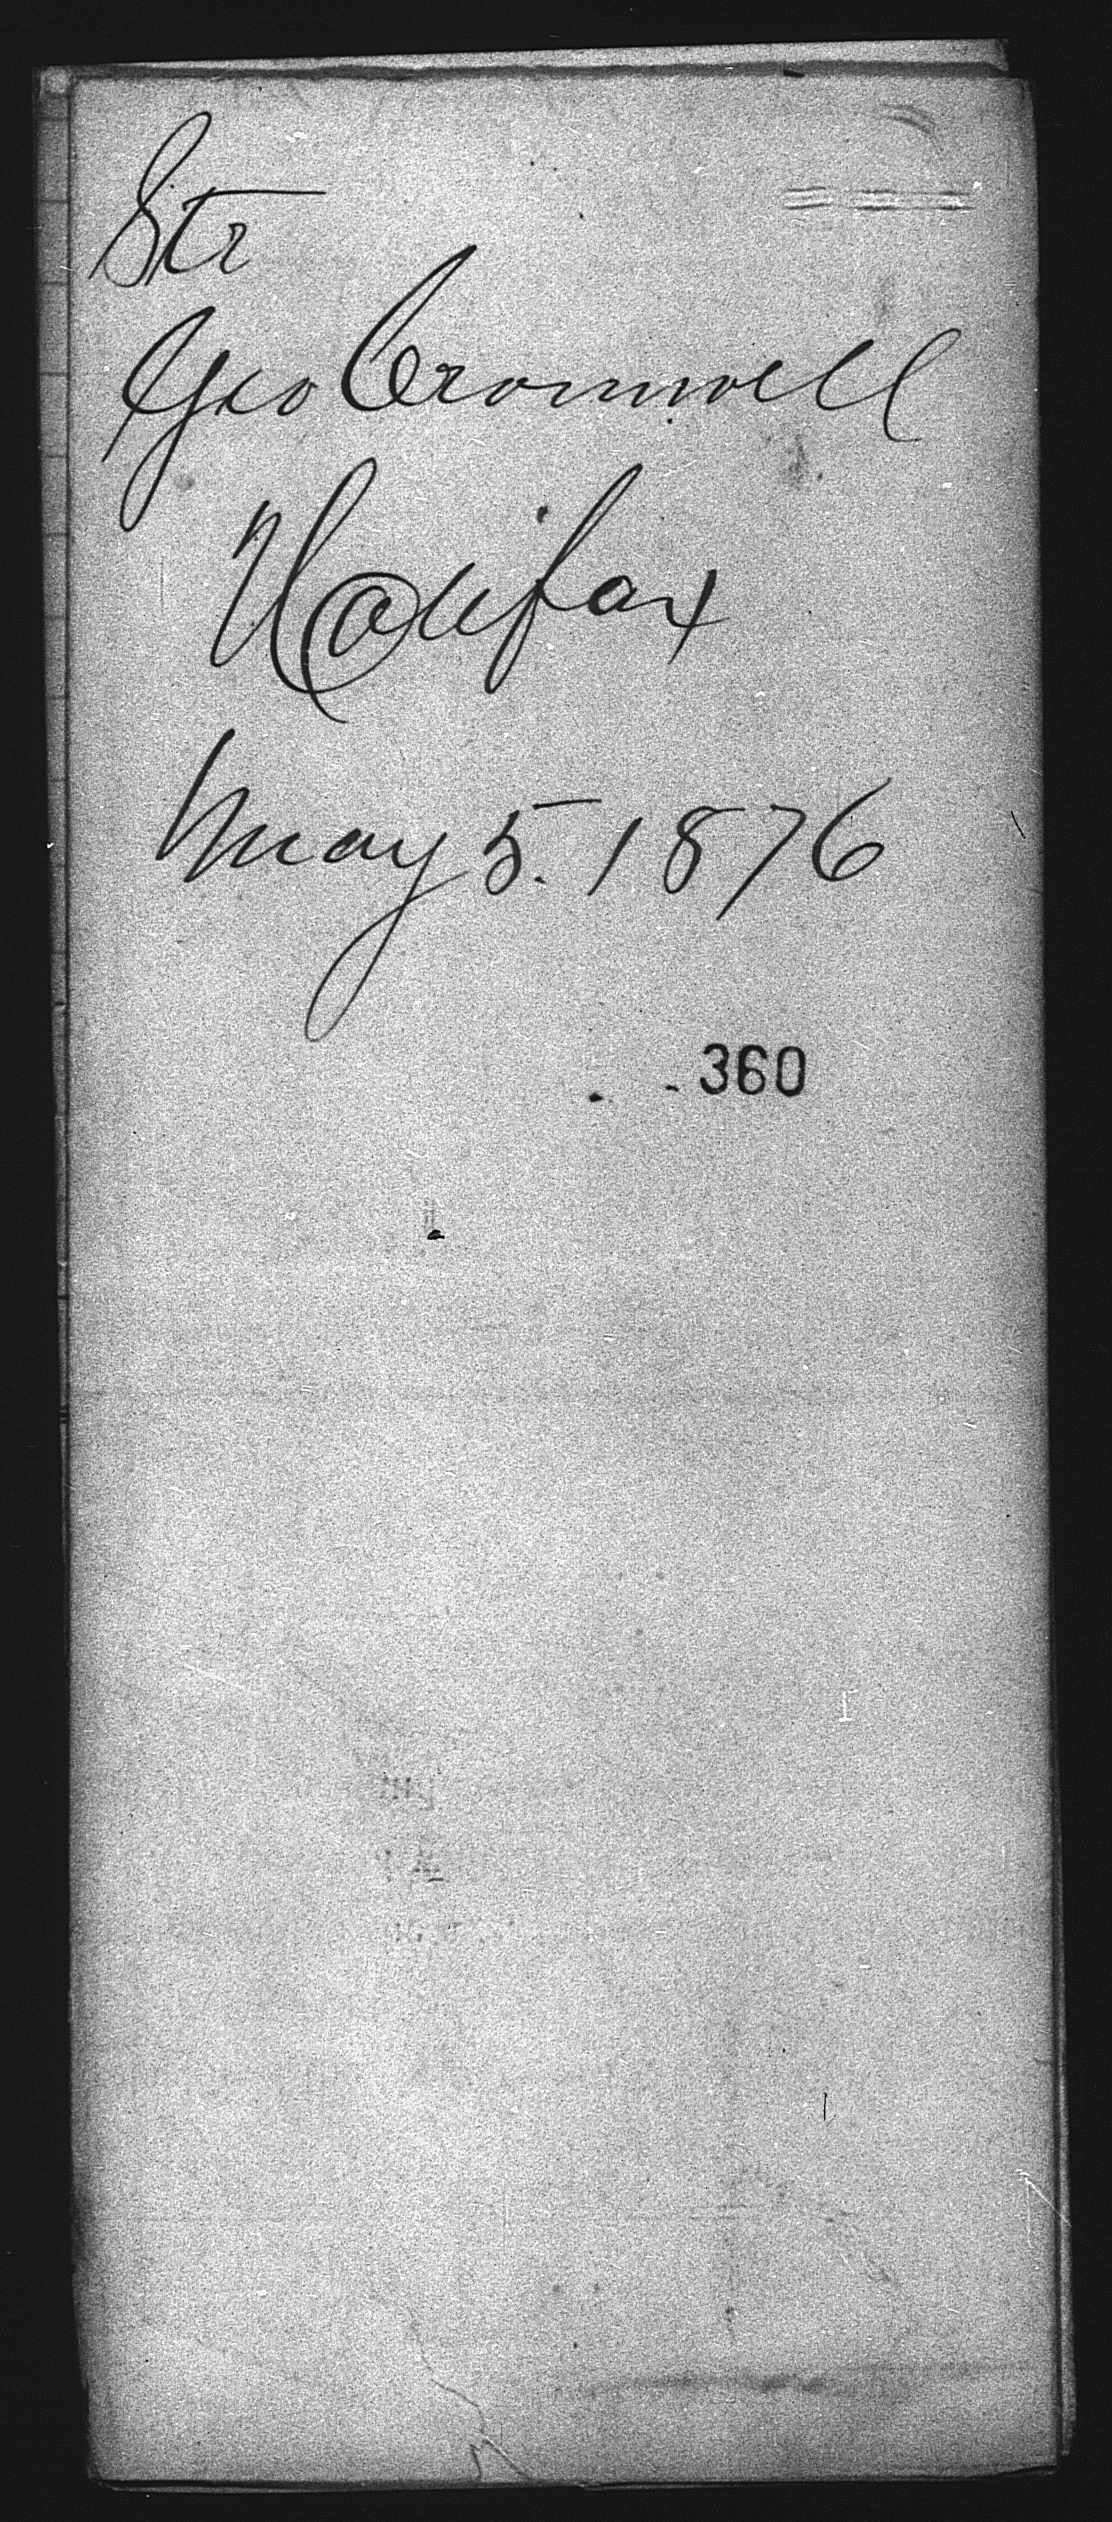 Str
Geo Cromwell
Halifax
May 5. 1876
360